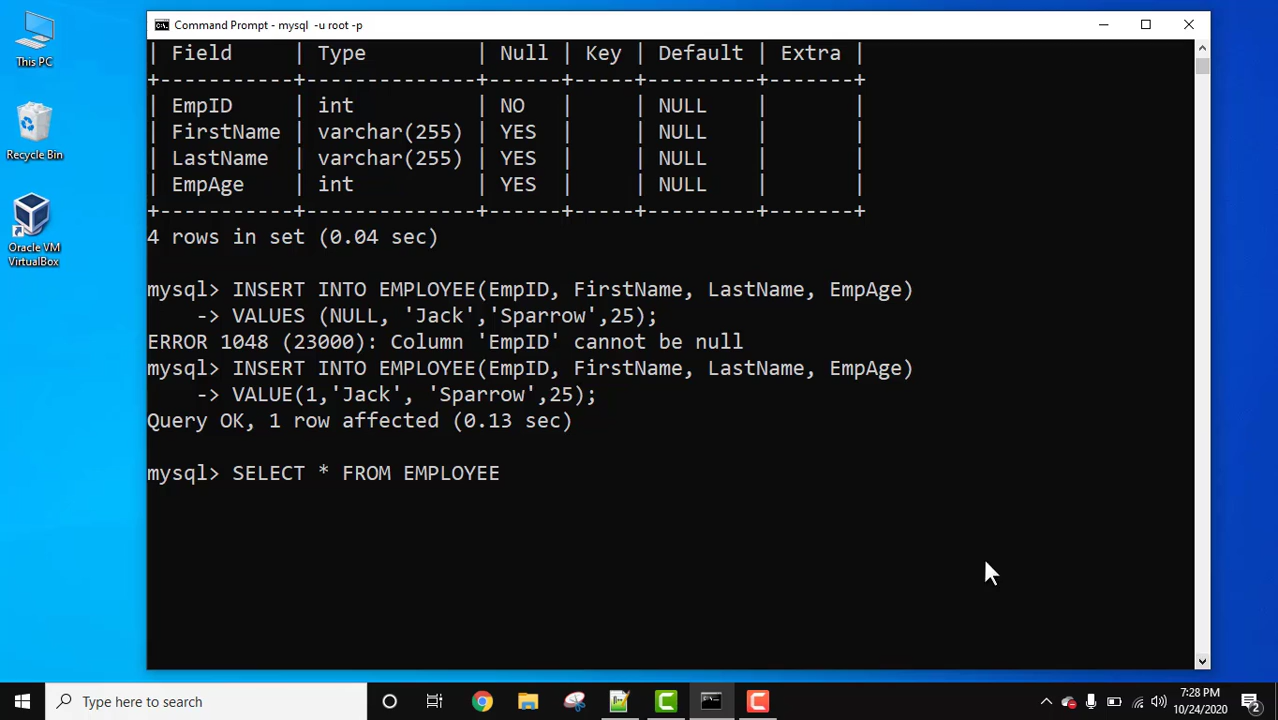 This PC
Recycle Bin
Oracle VM
VirtualBox
Command Prompt - mysql -u root -p
| Field     | Type         | Null | Key | Default | Extra |
+-----------+--------------+------+-----+---------+-------+
| EmpID     | int          | NO   |     | NULL    |       |
| FirstName | varchar(255) | YES  |     | NULL    |       |
| LastName  | varchar(255) | YES  |     | NULL    |       |
| EmpAge    | int          | YES  |     | NULL    |       |
+-----------+--------------+------+-----+---------+-------+
4 rows in set (0.04 sec)
mysql> INSERT INTO EMPLOYEE(EmpID, FirstName, LastName, EmpAge)
    -> VALUES (NULL, 'Jack','Sparrow',25);
ERROR 1048 (23000): Column 'EmpID' cannot be null
mysql> INSERT INTO EMPLOYEE(EmpID, FirstName, LastName, EmpAge)
    -> VALUE(1,'Jack', 'Sparrow',25);
Query OK, 1 row affected (0.13 sec)
mysql> SELECT * FROM EMPLOYEE
Type here to search
7:28 PM
10/24/2020
2